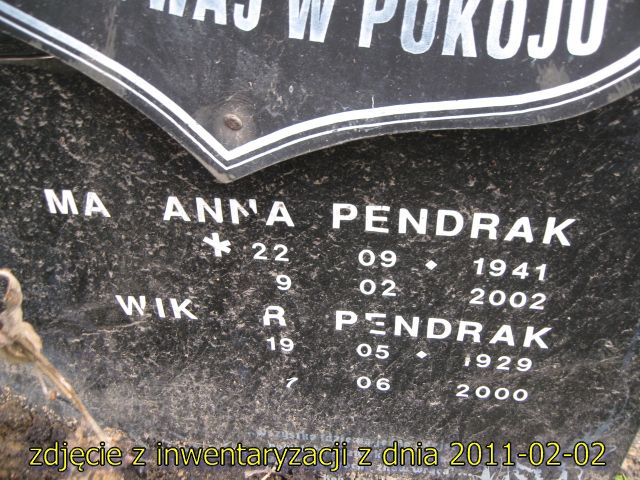 W POKOJU
MA ANNA PENDRAK
* 22 09 • 1941
9 02 2002
WIK R PENDRAK
19 05 • 1929
7 06 2000
zdjęcie z inwentaryzacji z dnia 2011-02-02